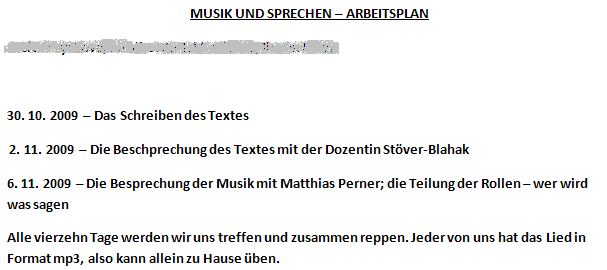 MUSIK UND SPRECHEN – ARBEITSPLAN
30. 10. 2009 – Das Schreiben des Textes
2. 11. 2009 – Die Beschprechung des Textes mit der Dozentin Stöver-Blahak
6. 11. 2009 – Die Besprechung der Musik mit Matthias Perner; die Teilung der Rollen – wer wird
was sagen
Alle vierzehn Tage werden wir uns treffen und zusammen reppen. Jeder von uns hat das Lied in
Format mp3, also kann allein zu Hause üben.